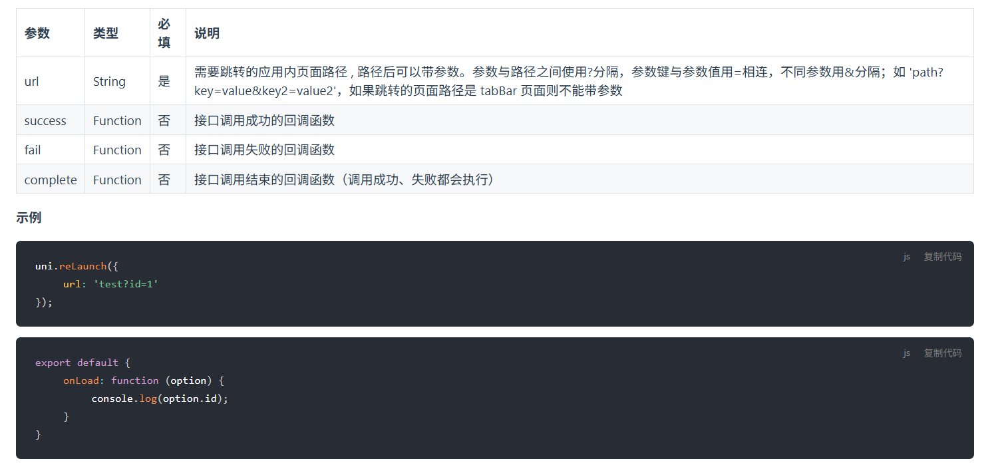 参数 类型 必填 说明
url String 是 需要跳转的应用内页面路径 , 路径后可以带参数。参数与路径之间使用?分隔，参数键与参数值用=相连，不同参数用&分隔；如 'path?
key=value&key2=value2'，如果跳转的页面路径是 tabBar 页面则不能带参数
success Function 否 接口调用成功的回调函数
fail Function 否 接口调用失败的回调函数
complete Function 否 接口调用结束的回调函数（调用成功、失败都会执行）
示例
js 复制代码
uni.reLaunch({
url: 'test?id=1'
});
js 复制代码
export default {
onLoad: function (option) {
console.log(option.id);
}
}